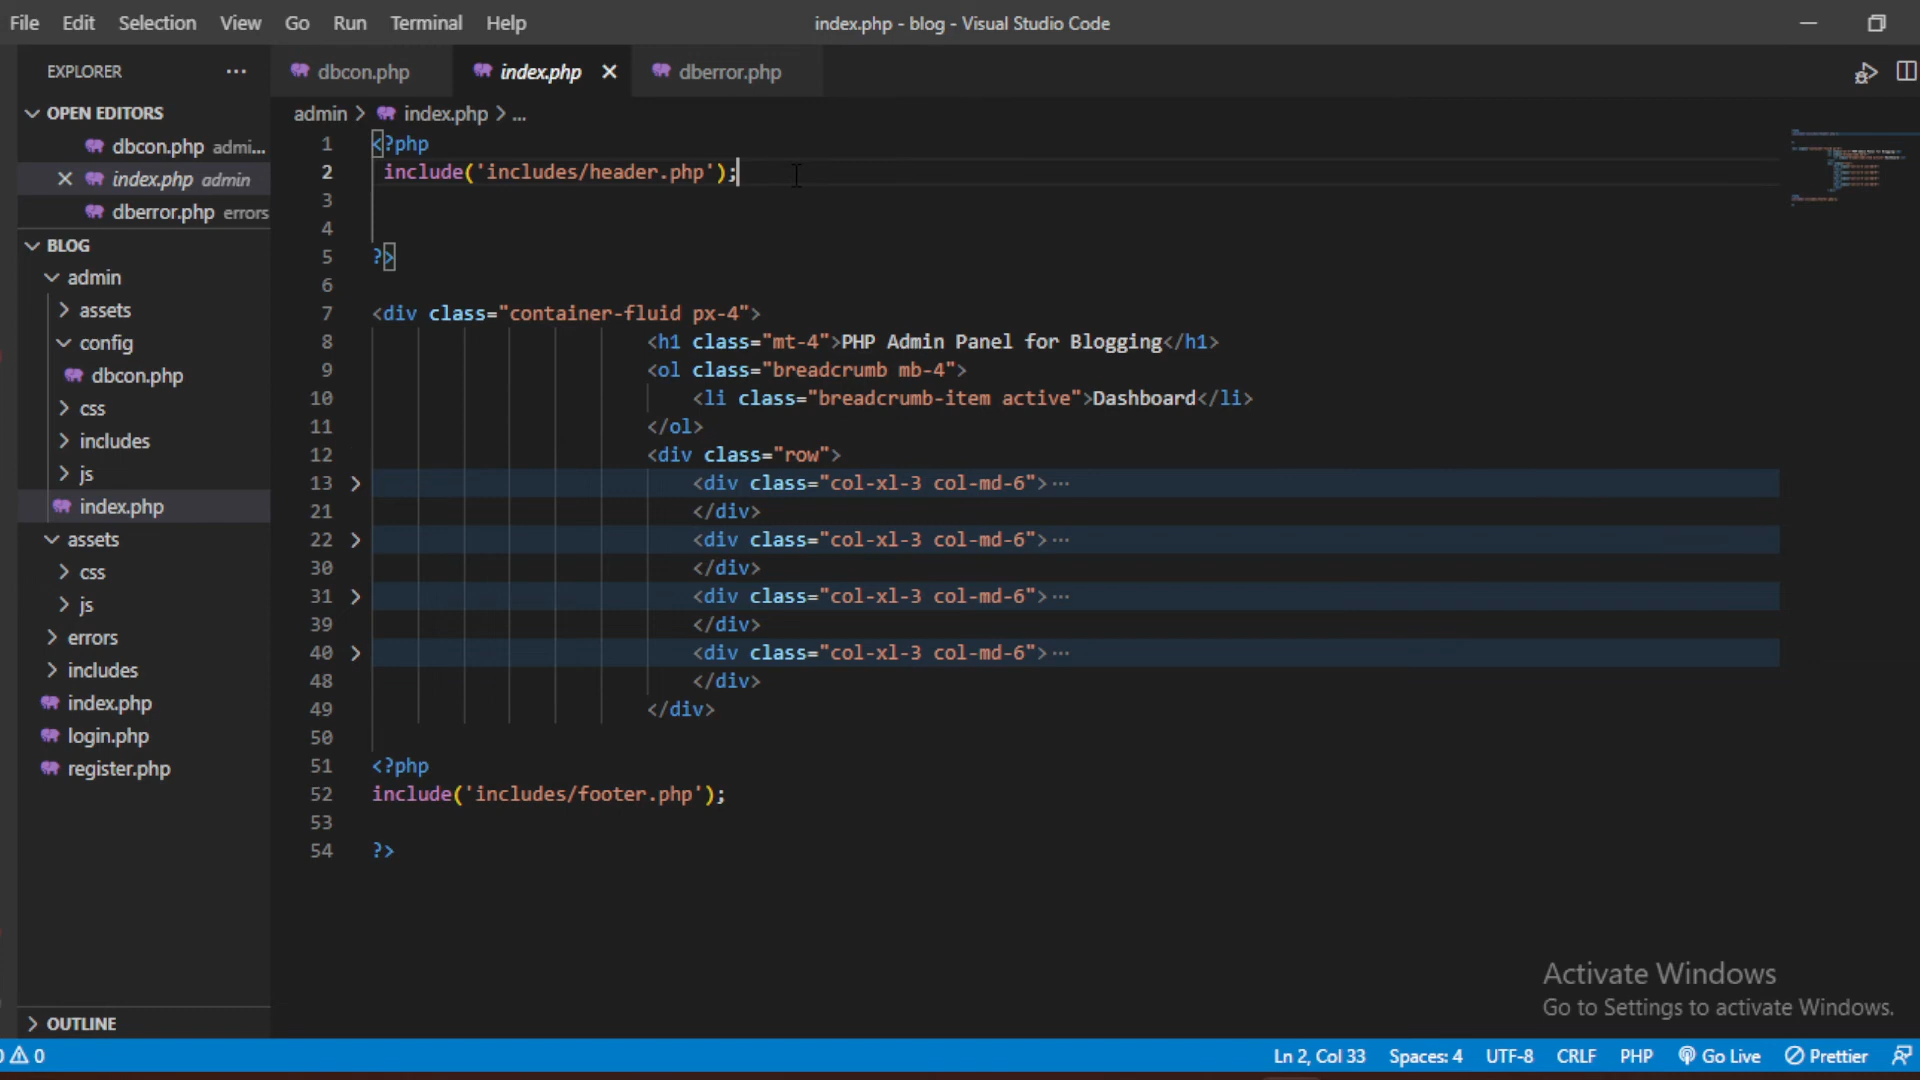 File Edit Selection View Go Run Terminal Help
index.php - blog - Visual Studio Code
EXPLORER
dbcon.php
index.php
dberror.php
OPEN EDITORS
dbcon.php admi...
index.php admin
dberror.php errors
BLOG
admin
assets
config
dbcon.php
css
includes
js
index.php
assets
css
js
errors
includes
index.php
login.php
register.php
OUTLINE
admin > index.php > ...
1 <?php
2 include('includes/header.php');
3
4
5 ?>
6
7 <div class="container-fluid px-4">
8 <h1 class="mt-4">PHP Admin Panel for Blogging</h1>
9 <ol class="breadcrumb mb-4">
10 <li class="breadcrumb-item active">Dashboard</li>
11 </ol>
12 <div class="row">
13 <div class="col-xl-3 col-md-6">...
21 </div>
22 <div class="col-xl-3 col-md-6">...
30 </div>
31 <div class="col-xl-3 col-md-6">...
39 </div>
40 <div class="col-xl-3 col-md-6">...
48 </div>
49 </div>
50
51 <?php
52 include('includes/footer.php');
53
54 ?>
Activate Windows
Go to Settings to activate Windows.
0 0 Ln 2, Col 33 Spaces: 4 UTF-8 CRLF PHP Go Live Prettier